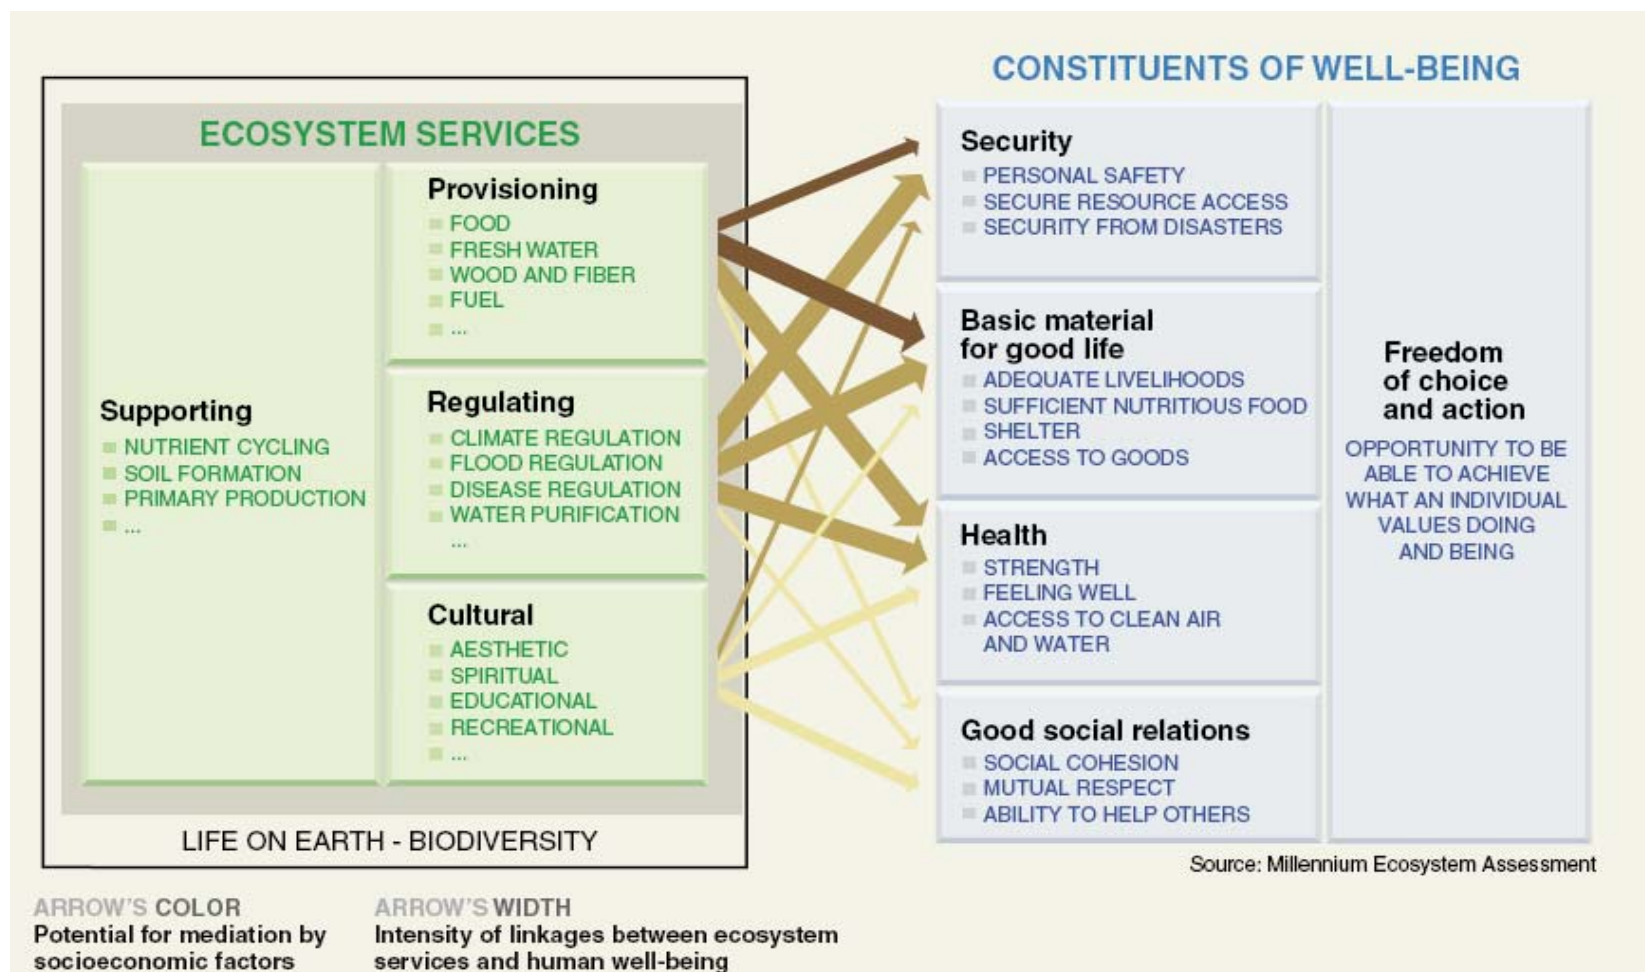 CONSTITUENTS OF WELL-BEING
ECOSYSTEM SERVICES
Supporting
NUTRIENT CYCLING
SOIL FORMATION
PRIMARY PRODUCTION
...
Provisioning
FOOD
FRESH WATER
WOOD AND FIBER
FUEL
...
Regulating
CLIMATE REGULATION
FLOOD REGULATION
DISEASE REGULATION
WATER PURIFICATION
...
Cultural
AESTHETIC
SPIRITUAL
EDUCATIONAL
RECREATIONAL
...
LIFE ON EARTH - BIODIVERSITY
Security
PERSONAL SAFETY
SECURE RESOURCE ACCESS
SECURITY FROM DISASTERS
Basic material
for good life
ADEQUATE LIVELIHOODS
SUFFICIENT NUTRITIOUS FOOD
SHELTER
ACCESS TO GOODS
Health
STRENGTH
FEELING WELL
ACCESS TO CLEAN AIR
AND WATER
Good social relations
SOCIAL COHESION
MUTUAL RESPECT
ABILITY TO HELP OTHERS
Freedom
of choice
and action
OPPORTUNITY TO BE
ABLE TO ACHIEVE
WHAT AN INDIVIDUAL
VALUES DOING
AND BEING
Source: Millennium Ecosystem Assessment
ARROW'S COLOR
Potential for mediation by
socioeconomic factors
ARROW'S WIDTH
Intensity of linkages between ecosystem
services and human well-being